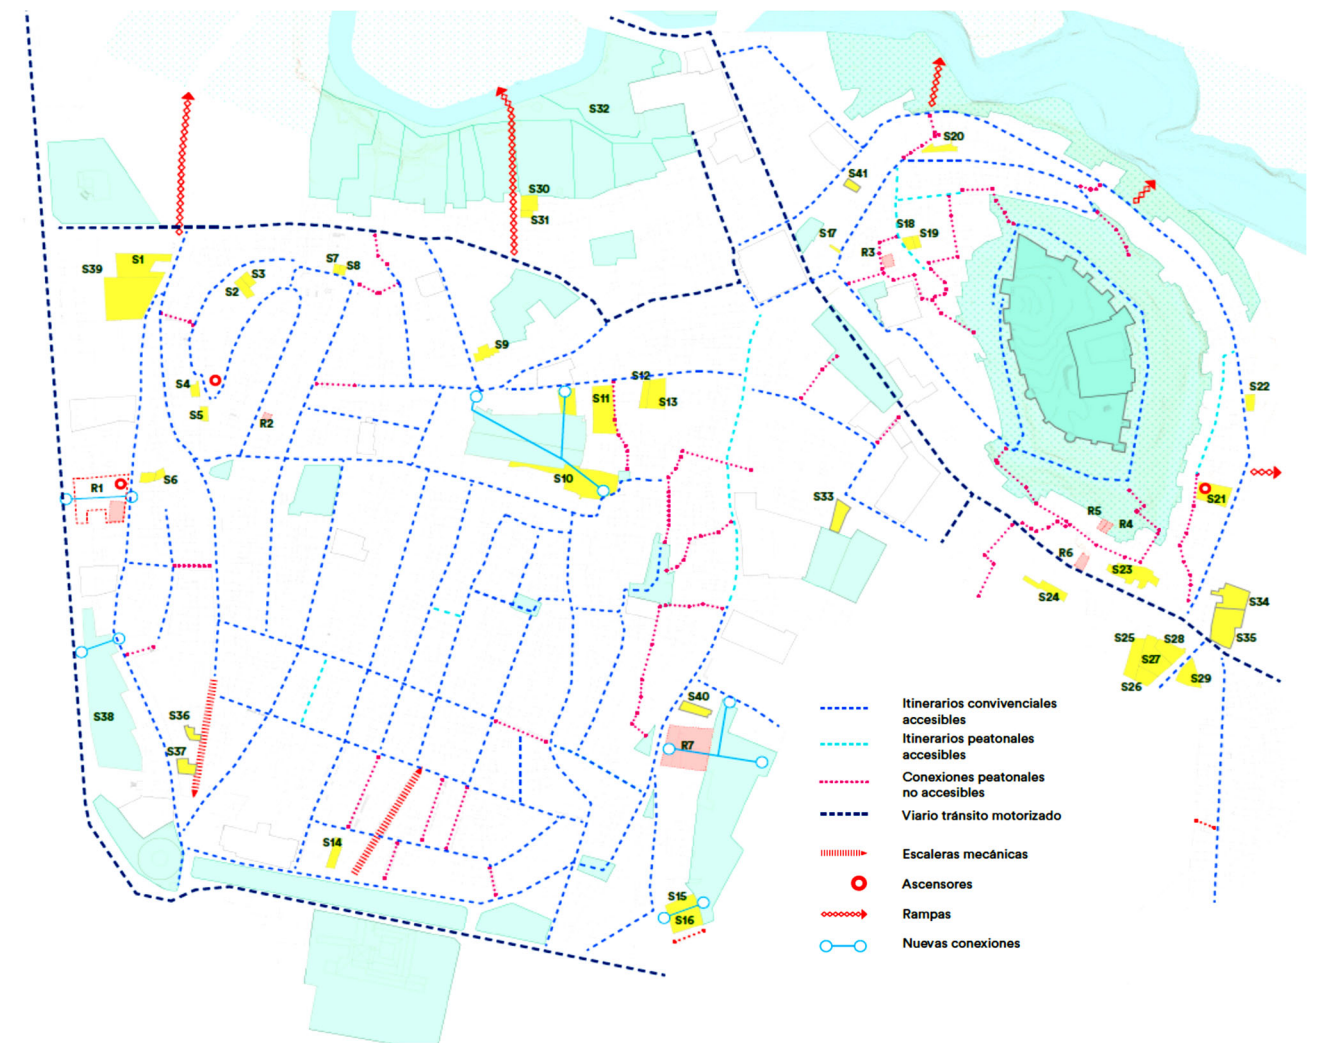 S32
S20
S41
S30
S31
S18
S17
S19
R3
S1
S39
S3
S2
S7
S8
S9
S12
S11
S13
S4
S5
R2
S22
S10
R1
S6
S21
S33
R5
R4
R6
S23
S24
S34
S35
S25
S28
S27
S26
S29
S38
S36
S37
S40
R7
S14
S15
S16
Itinerarios convivenciales
accesibles
Itinerarios peatonales
accesibles
Conexiones peatonales
no accesibles
Viario tránsito motorizado
Escaleras mecánicas
Ascensores
Rampas
Nuevas conexiones